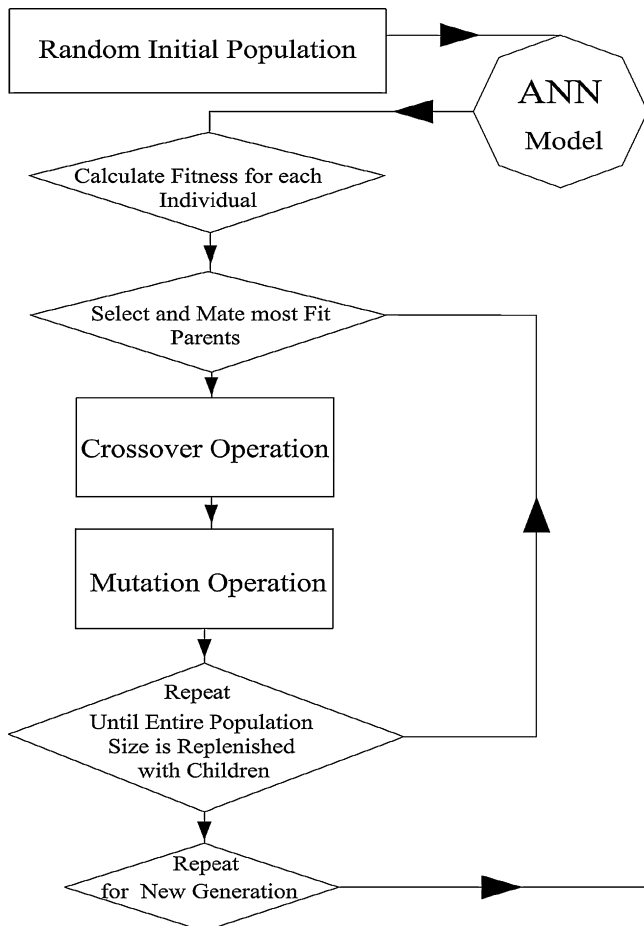 Random Initial Population
ANN
Model
Calculate Fitness for each
Individual
Select and Mate most Fit
Parents
Crossover Operation
Mutation Operation
Repeat
Until Entire Population
Size is Replenished
with Children
Repeat
for New Generation